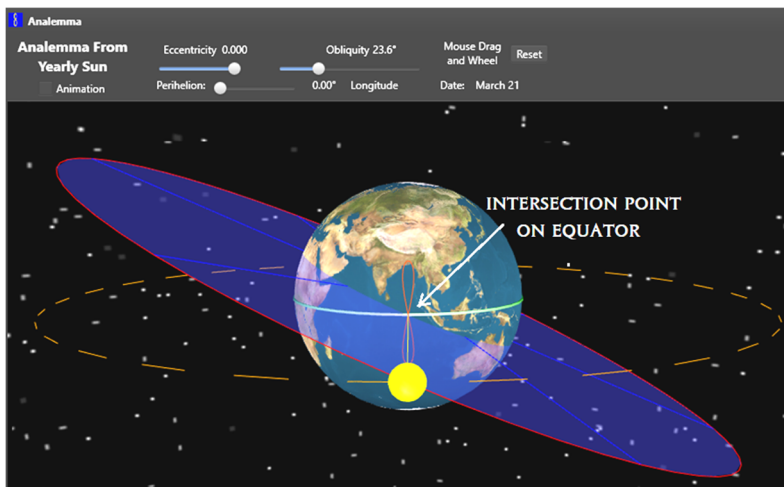 Analemma
Analemma From
Yearly Sun
Animation
Eccentricity 0.000
Obliquity 23.6°
Perihelion: 0.00° Longitude
Mouse Drag
and Wheel
Reset
Date: March 21
INTERSECTION POINT
ON EQUATOR